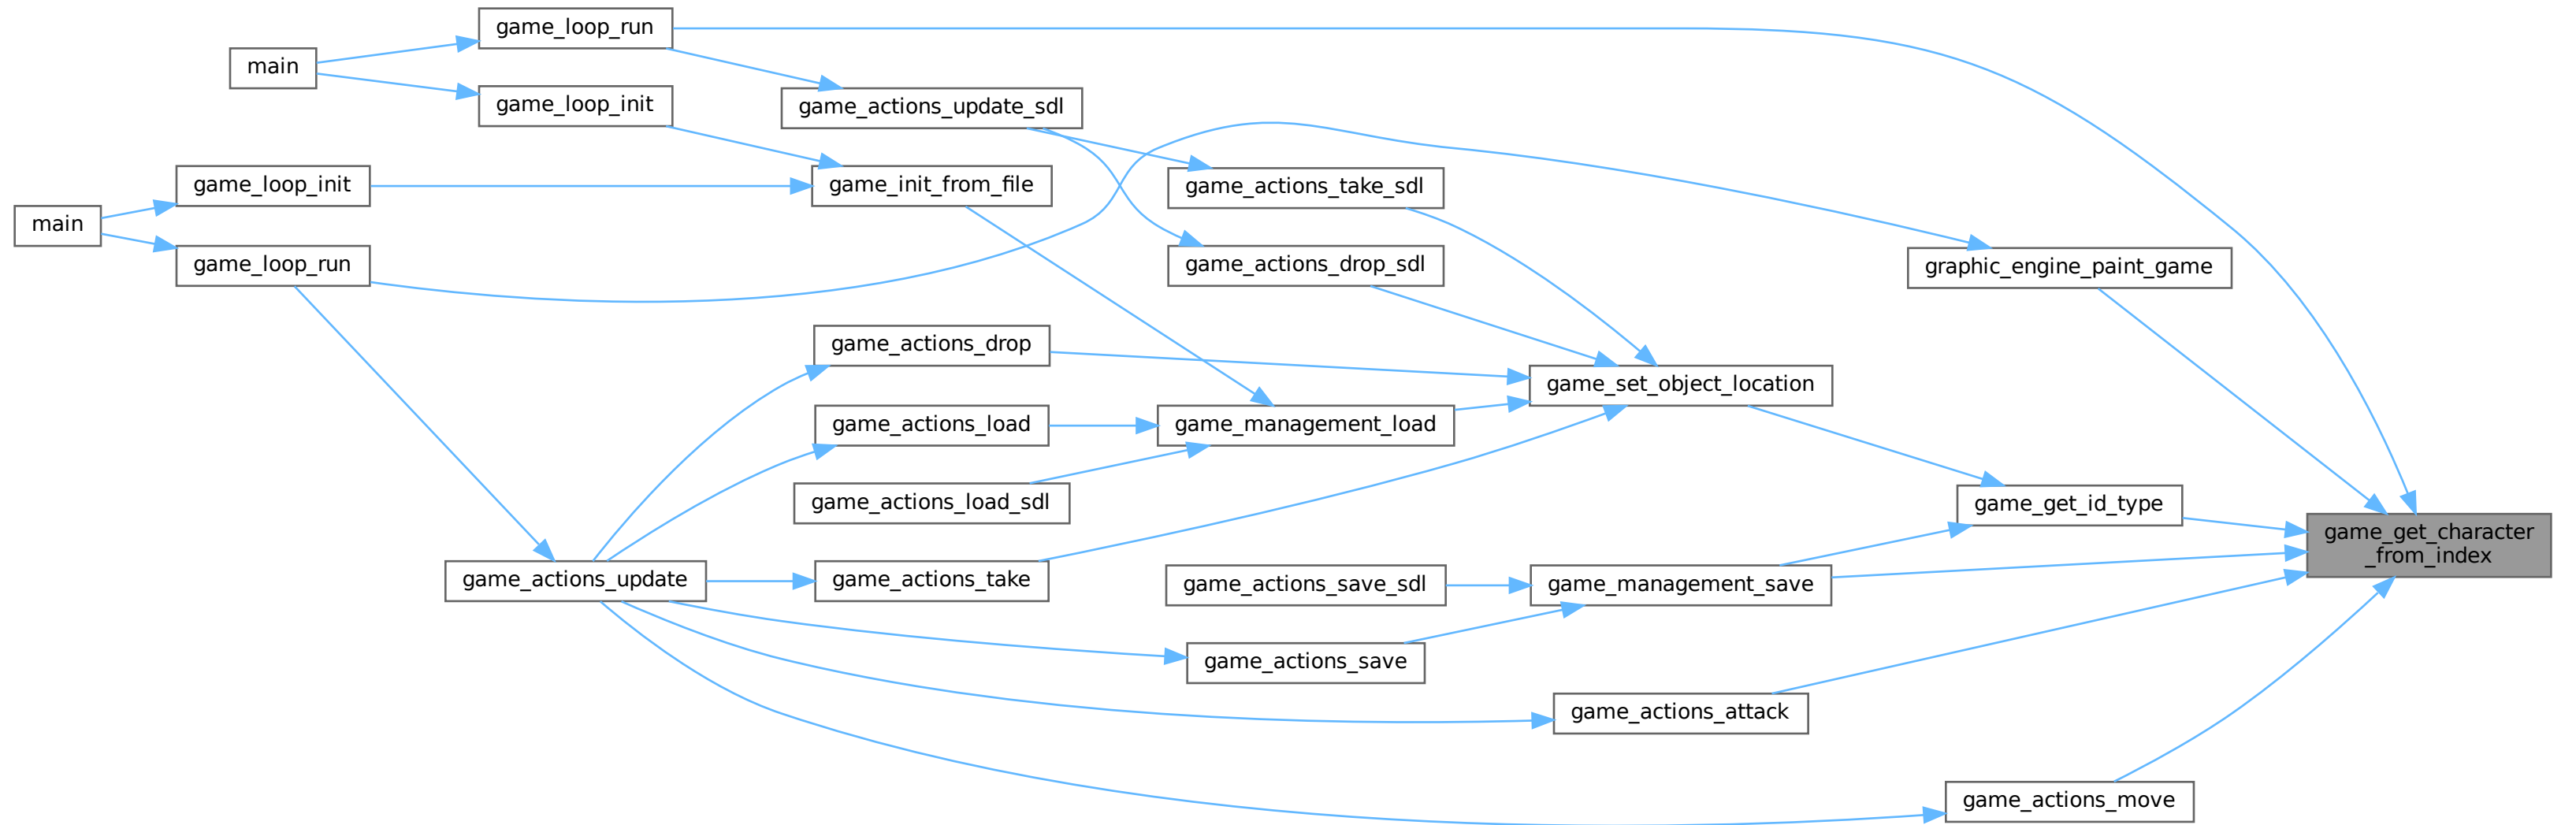 game_loop_run
main
game_loop_init
game_actions_update_sdl
game_loop_init
game_init_from_file
game_actions_take_sdl
main
game_loop_run
game_actions_drop_sdl
graphic_engine_paint_game
game_actions_drop
game_set_object_location
game_actions_load
game_management_load
game_actions_load_sdl
game_get_id_type
game_get_character
_from_index
game_actions_update
game_actions_take
game_actions_save_sdl
game_management_save
game_actions_save
game_actions_attack
game_actions_move